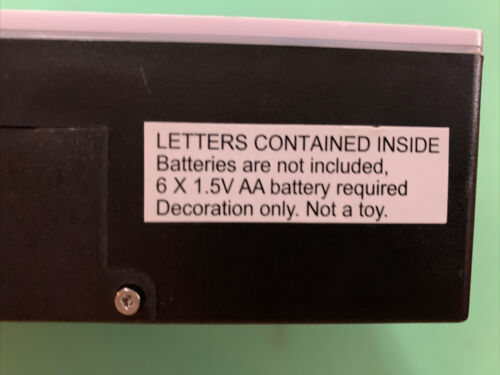 LETTERS CONTAINED INSIDE
Batteries are not included,
6 X 1.5V AA battery required
Decoration only. Not a toy.